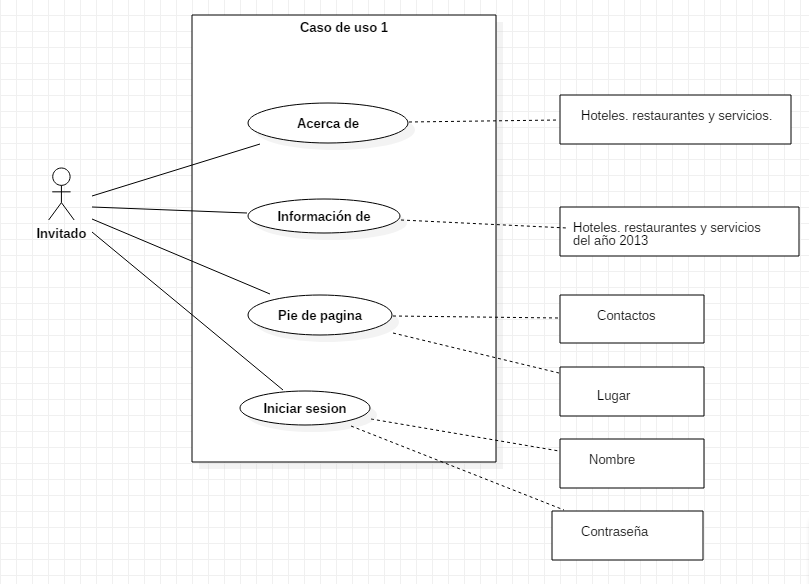 Caso de uso 1
Acerca de
Hoteles. restaurantes y servicios.
Invitado
Información de
Hoteles. restaurantes y servicios
del año 2013
Pie de pagina
Contactos
Lugar
Iniciar sesion
Nombre
Contraseña